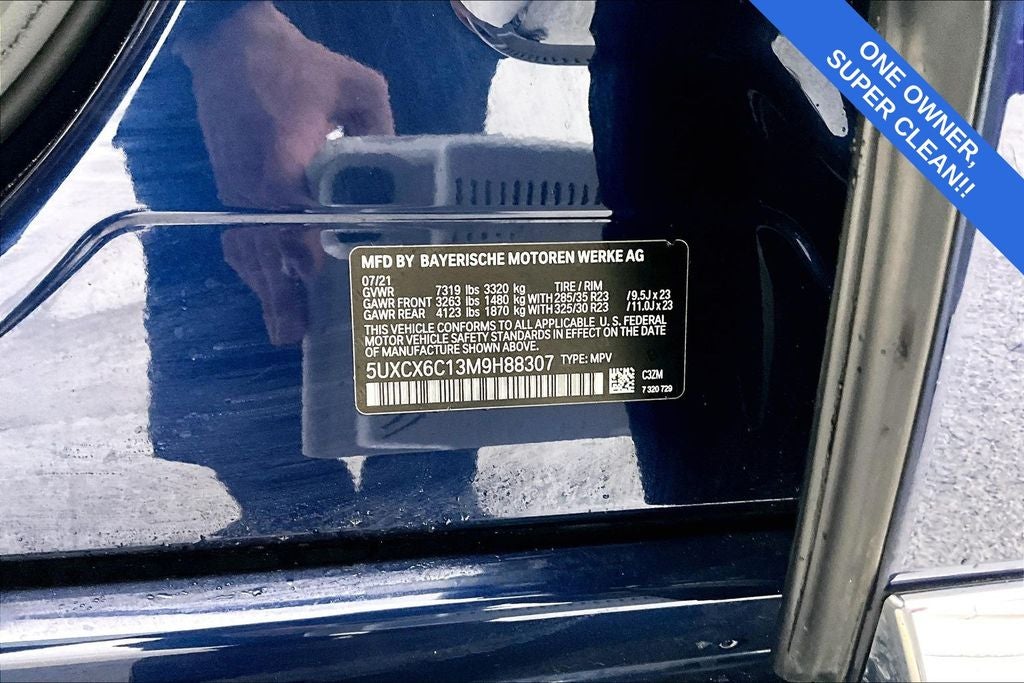 ONE OWNER,
SUPER CLEAN!!
MFD BY BAYERISCHE MOTOREN WERKE AG
07/21
GVWR 7319 lbs 3320 kg TIRE / RIM
GAWR FRONT 3263 lbs 1480 kg WITH 285/35 R23 /9.5J x 23
GAWR REAR 4123 lbs 1870 kg WITH 325/30 R23 /11.0J x 23
THIS VEHICLE CONFORMS TO ALL APPLICABLE U. S. FEDERAL
MOTOR VEHICLE SAFETY STANDARDS IN EFFECT ON THE DATE
OF MANUFACTURE SHOWN ABOVE.
5UXCX6C13M9H88307 TYPE: MPV
C3ZM
7 320 729